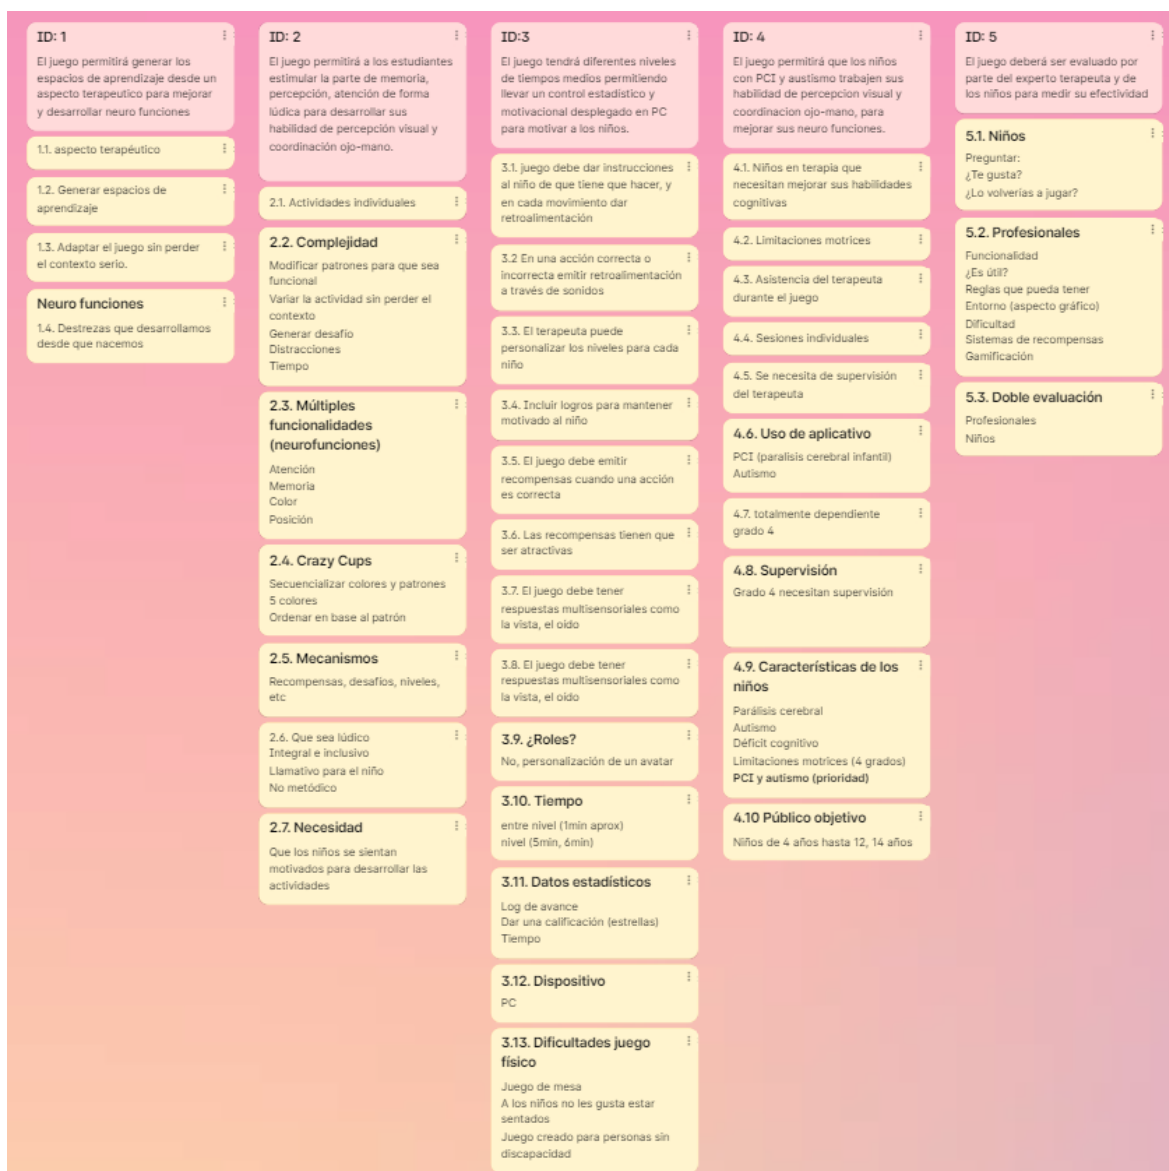 ID: 1
El juego permitirá generar los
espacios de aprendizaje desde un
aspecto terapeutico para mejorar
y desarrollar neuro funciones
1.1. aspecto terapéutico
1.2. Generar espacios de
aprendizaje
1.3. Adaptar el juego sin perder
el contexto serio.
Neuro funciones
1.4. Destrezas que desarrollamos
desde que nacemos
ID: 2
El juego permitirá a los estudiantes
estimular la parte de memoria,
percepción, atención de forma
lúdica para desarrollar sus
habilidad de percepción visual y
coordinación ojo-mano.
2.1. Actividades individuales
2.2. Complejidad
Modificar patrones para que sea
funcional
Variar la actividad sin perder el
contexto
Generar desafío
Distracciones
Tiempo
2.3. Múltiples
funcionalidades
(neurofunciones)
Atención
Memoria
Color
Posición
2.4. Crazy Cups
Secuencializar colores y patrones
5 colores
Ordenar en base al patrón
2.5. Mecanismos
Recompensas, desafíos, niveles,
etc
2.6. Que sea lúdico
Integral e inclusivo
Llamativo para el niño
No metódico
2.7. Necesidad
Que los niños se sientan
motivados para desarrollar las
actividades
ID:3
El juego tendrá diferentes niveles
de tiempos medios permitiendo
llevar un control estadístico y
motivacional desplegado en PC
para motivar a los niños.
3.1. juego debe dar instrucciones
al niño de que tiene que hacer, y
en cada movimiento dar
retroalimentación
3.2 En una acción correcta o
incorrecta emitir retroalimentación
a través de sonidos
3.3. El terapeuta puede
personalizar los niveles para cada
niño
3.4. Incluir logros para mantener
motivado al niño
3.5. El juego debe emitir
recompensas cuando una acción
es correcta
3.6. Las recompensas tienen que
ser atractivas
3.7. El juego debe tener
respuestas multisensoriales como
la vista, el oído
3.8. El juego debe tener
respuestas multisensoriales como
la vista, el oído
3.9. ¿Roles?
No, personalización de un avatar
3.10. Tiempo
entre nivel (1min aprox)
nivel (5min, 6min)
3.11. Datos estadísticos
Log de avance
Dar una calificación (estrellas)
Tiempo
3.12. Dispositivo
PC
3.13. Dificultades juego
físico
Juego de mesa
A los niños no les gusta estar
sentados
Juego creado para personas sin
discapacidad
ID: 4
El juego permitirá que los niños
con PCI y austismo trabajen sus
habilidad de percepcion visual y
coordinacion ojo-mano, para
mejorar sus neuro funciones.
4.1. Niños en terapia que
necesitan mejorar sus habilidades
cognitivas
4.2. Limitaciones motrices
4.3. Asistencia del terapeuta
durante el juego
4.4. Sesiones individuales
4.5. Se necesita de supervisión
del terapeuta
4.6. Uso de aplicativo
PCI (paralisis cerebral infantil)
Autismo
4.7. totalmente dependiente
grado 4
4.8. Supervisión
Grado 4 necesitan supervisión
4.9. Características de los
niños
Parálisis cerebral
Autismo
Déficit cognitivo
Limitaciones motrices (4 grados)
PCI y autismo (prioridad)
4.10 Público objetivo
Niños de 4 años hasta 12, 14 años
ID: 5
El juego deberá ser evaluado por
parte del experto terapeuta y de
los niños para medir su efectividad
5.1. Niños
Preguntar:
¿Te gusta?
¿Lo volverías a jugar?
5.2. Profesionales
Funcionalidad
¿Es útil?
Reglas que pueda tener
Entorno (aspecto gráfico)
Dificultad
Sistemas de recompensas
Gamificación
5.3. Doble evaluación
Profesionales
Niños